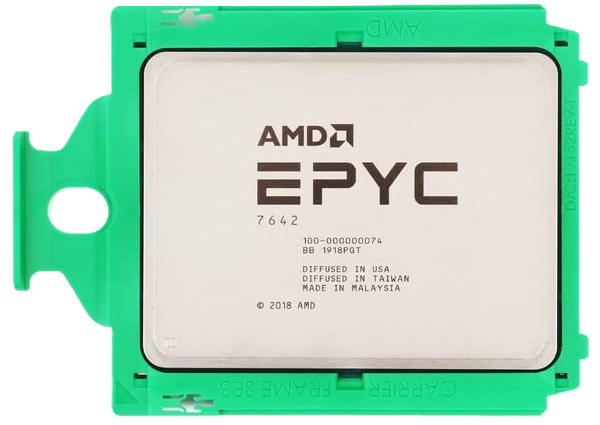 AMD
AMD
EPYC
7642
100-000000074
BB 1918PGT
DIFFUSED IN USA
DIFFUSED IN TAIWAN
MADE IN MALAYSIA
© 2018 AMD
CARRIER FRAME SP3